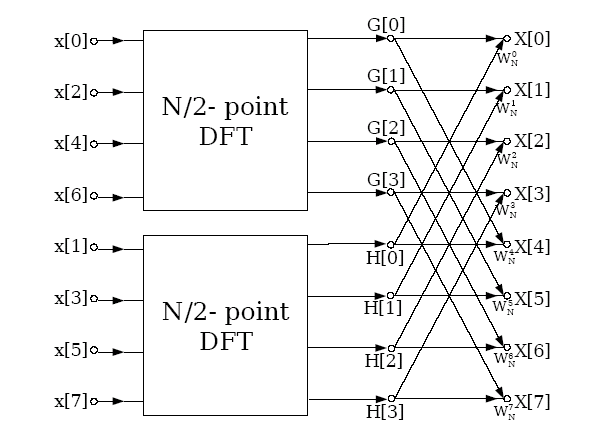 x[0]
x[2]
x[4]
x[6]
x[1]
x[3]
x[5]
x[7]
N/2- point
DFT
N/2- point
DFT
G[0]
G[1]
G[2]
G[3]
H[0]
H[1]
H[2]
H[3]
X[0]
W_N^0
X[1]
W_N^1
X[2]
W_N^2
X[3]
W_N^3
X[4]
W_N^4
X[5]
W_N^5
X[6]
W_N^6
X[7]
W_N^7